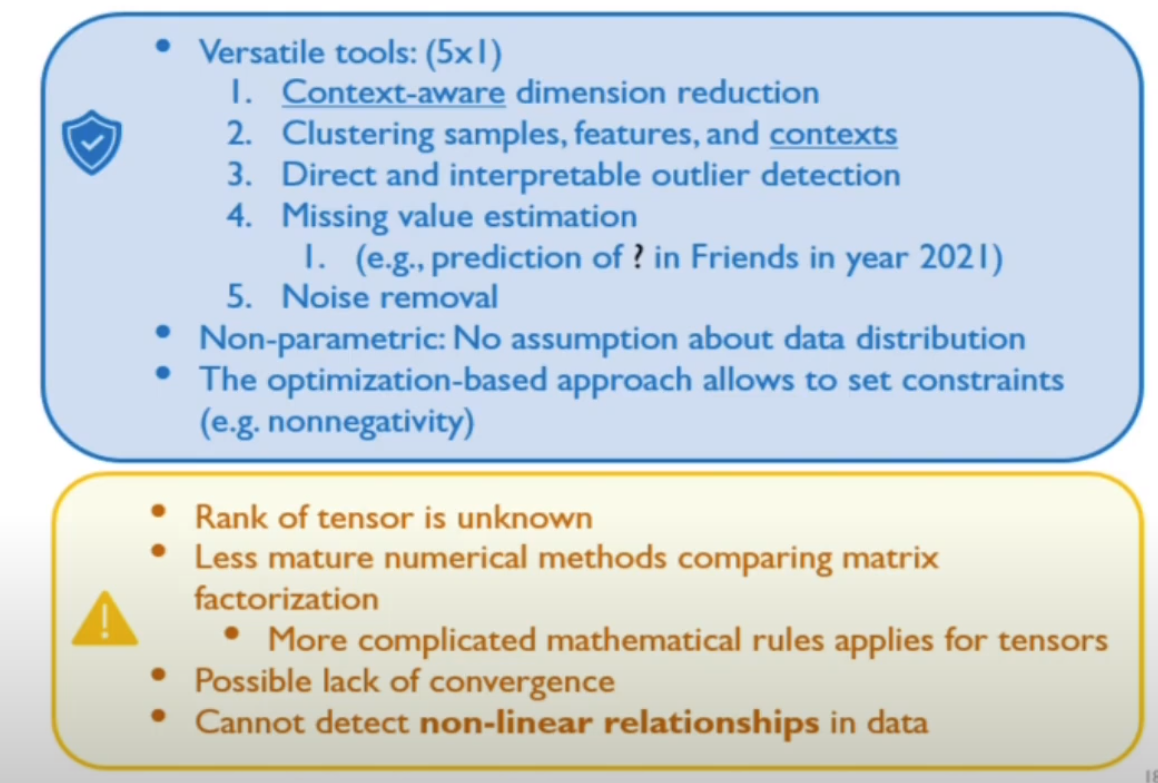 • Versatile tools: (5x1)
1. Context-aware dimension reduction
2. Clustering samples, features, and contexts
3. Direct and interpretable outlier detection
4. Missing value estimation
1. (e.g., prediction of ? in Friends in year 2021)
5. Noise removal
• Non-parametric: No assumption about data distribution
• The optimization-based approach allows to set constraints
(e.g. nonnegativity)
• Rank of tensor is unknown
• Less mature numerical methods comparing matrix
factorization
• More complicated mathematical rules applies for tensors
• Possible lack of convergence
• Cannot detect non-linear relationships in data